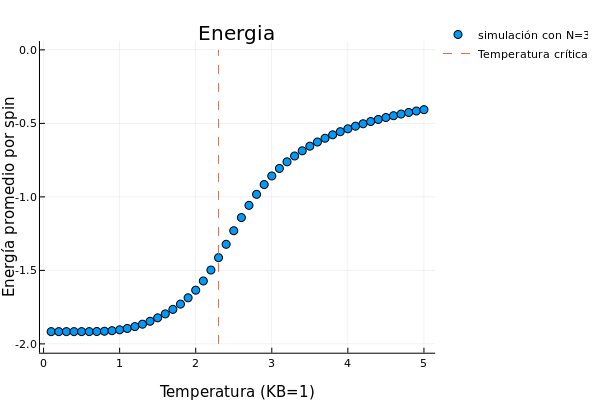 Energia
simulación con N=3
Temperatura crítica
Energía promedio por spin
0.0
-0.5
-1.0
-1.5
-2.0
0 1 2 3 4 5
Temperatura (KB=1)